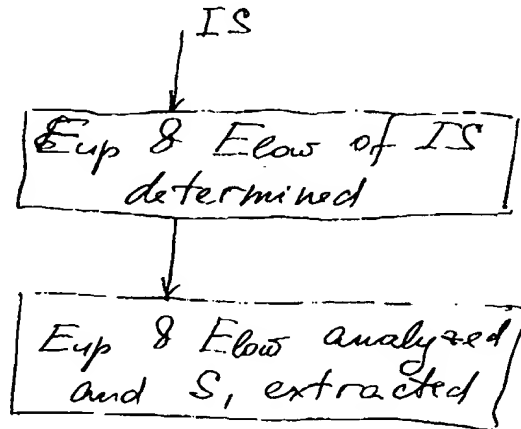 IS
Eup & Elow of IS
determined
Eup & Elow analyzed
and S, extracted